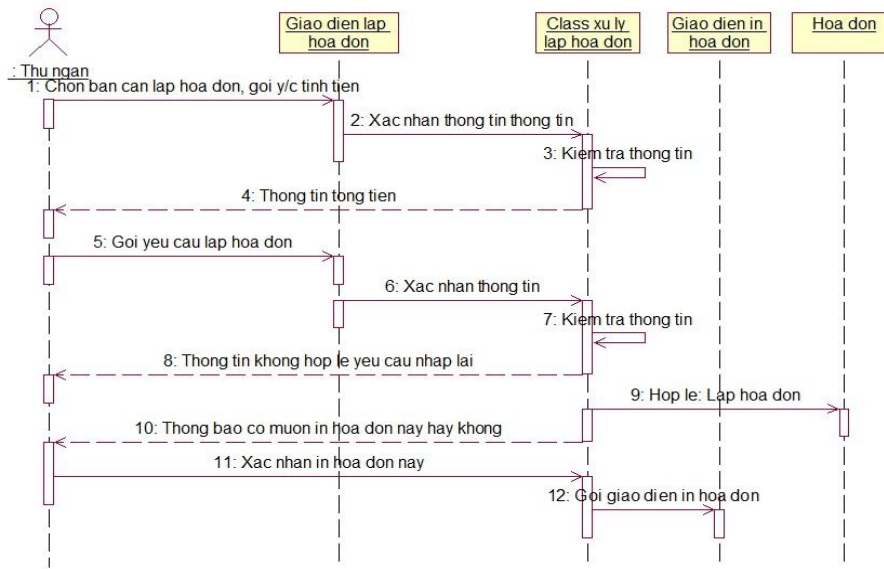 Giao dien lap
hoa don
Class xu ly
lap hoa don
Giao dien in
hoa don
Hoa don
: Thu ngan
1: Chon ban can lap hoa don, goi y/c tinh tien
2: Xac nhan thong tin thong tin
3: Kiem tra thong tin
4: Thong tin tong tien
5: Goi yeu cau lap hoa don
6: Xac nhan thong tin
7: Kiem tra thong tin
8: Thong tin khong hop le yeu cau nhap lai
9: Hop le: Lap hoa don
10: Thong bao co muon in hoa don nay hay khong
11: Xac nhan in hoa don nay
12: Goi giao dien in hoa don